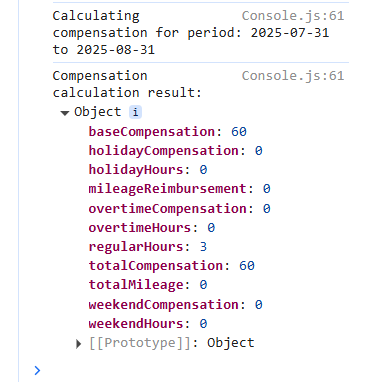 Calculating Console.js:61
compensation for period: 2025-07-31
to 2025-08-31
Compensation Console.js:61
calculation result:
Object i
baseCompensation: 60
holidayCompensation: 0
holidayHours: 0
mileageReimbursement: 0
overtimeCompensation: 0
overtimeHours: 0
regularHours: 3
totalCompensation: 60
totalMileage: 0
weekendCompensation: 0
weekendHours: 0
[[Prototype]]: Object